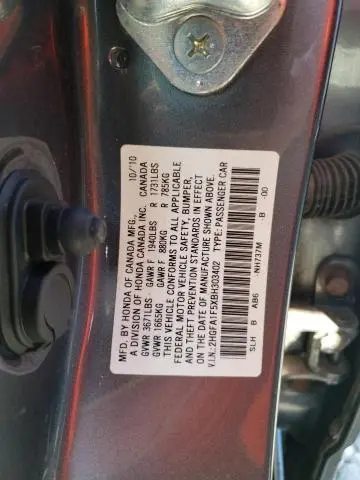 MFD. BY HONDA OF CANADA MFG., 10/10
A DIVISION OF HONDA CANADA INC. CANADA
GVWR 3671LBS GAWR F 1940LBS R 1731LBS
GVWR 1665KG GAWR F 880KG R 785KG
THIS VEHICLE CONFORMS TO ALL APPLICABLE
FEDERAL MOTOR VEHICLE SAFETY, BUMPER,
AND THEFT PREVENTION STANDARDS IN EFFECT
ON THE DATE OF MANUFACTURE SHOWN ABOVE.
V.I.N.:2HGFA1F5XBH303402 TYPE:PASSENGER CAR
SLH B AB6 -NH737M -B -00